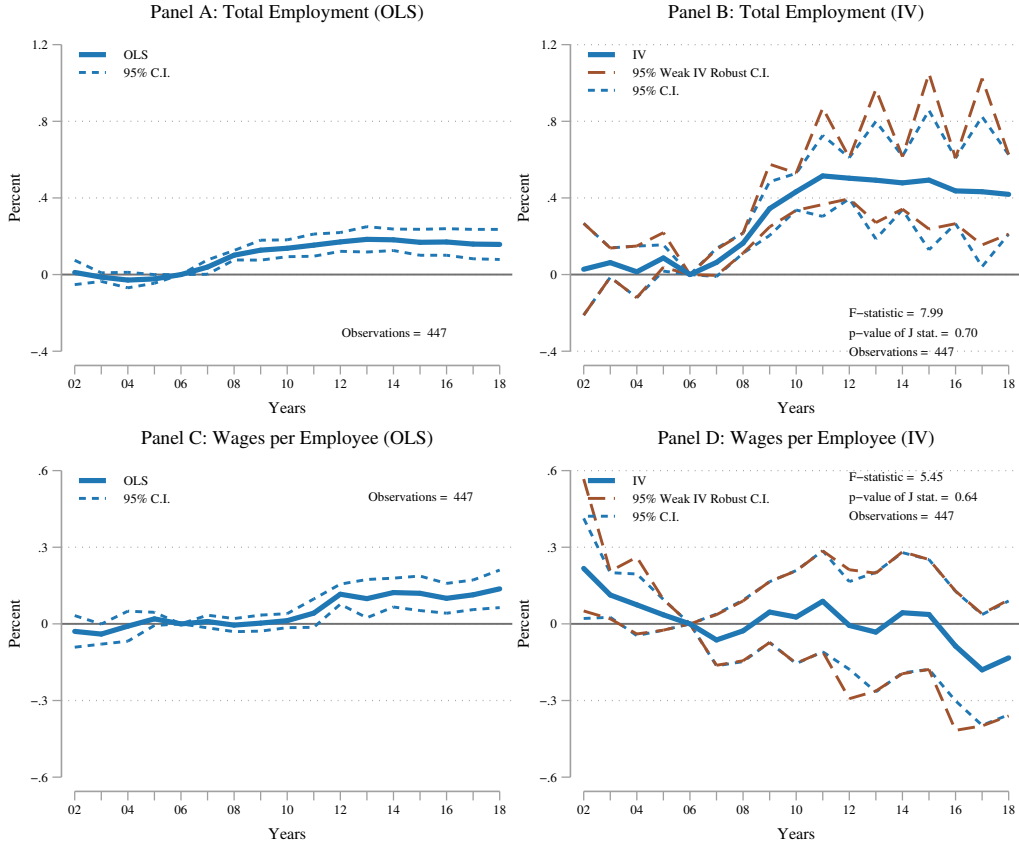 Panel A: Total Employment (OLS)
1.2
.8
.4
0
−.4
Percent
OLS
95% C.I.
Observations = 447
02 04 06 08 10 12 14 16 18
Years
Panel B: Total Employment (IV)
1.2
.8
.4
0
−.4
Percent
IV
95% Weak IV Robust C.I.
95% C.I.
F−statistic = 7.99
p−value of J stat. = 0.70
Observations = 447
02 04 06 08 10 12 14 16 18
Years
Panel C: Wages per Employee (OLS)
.6
.3
0
−.3
−.6
Percent
OLS
95% C.I.
Observations = 447
02 04 06 08 10 12 14 16 18
Years
Panel D: Wages per Employee (IV)
.6
.3
0
−.3
−.6
Percent
IV
95% Weak IV Robust C.I.
95% C.I.
F−statistic = 5.45
p−value of J stat. = 0.64
Observations = 447
02 04 06 08 10 12 14 16 18
Years